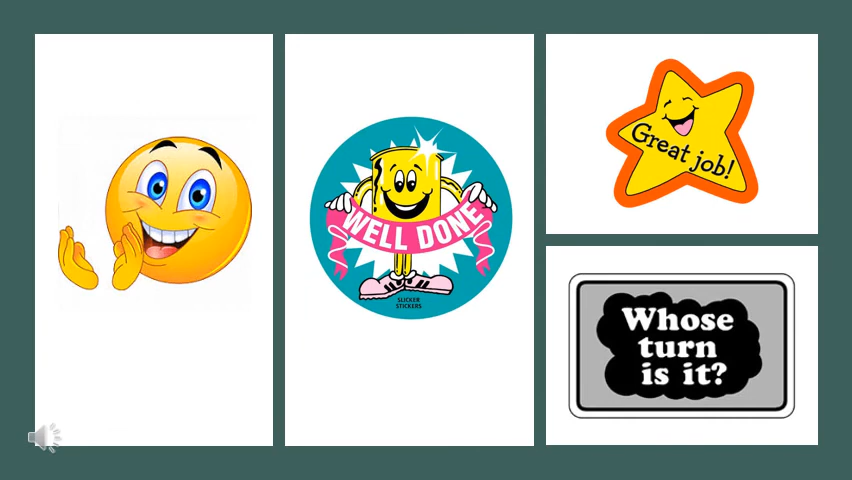 WELL DONE
SLICKER
STICKERS
Great job!
Whose
turn
is it?